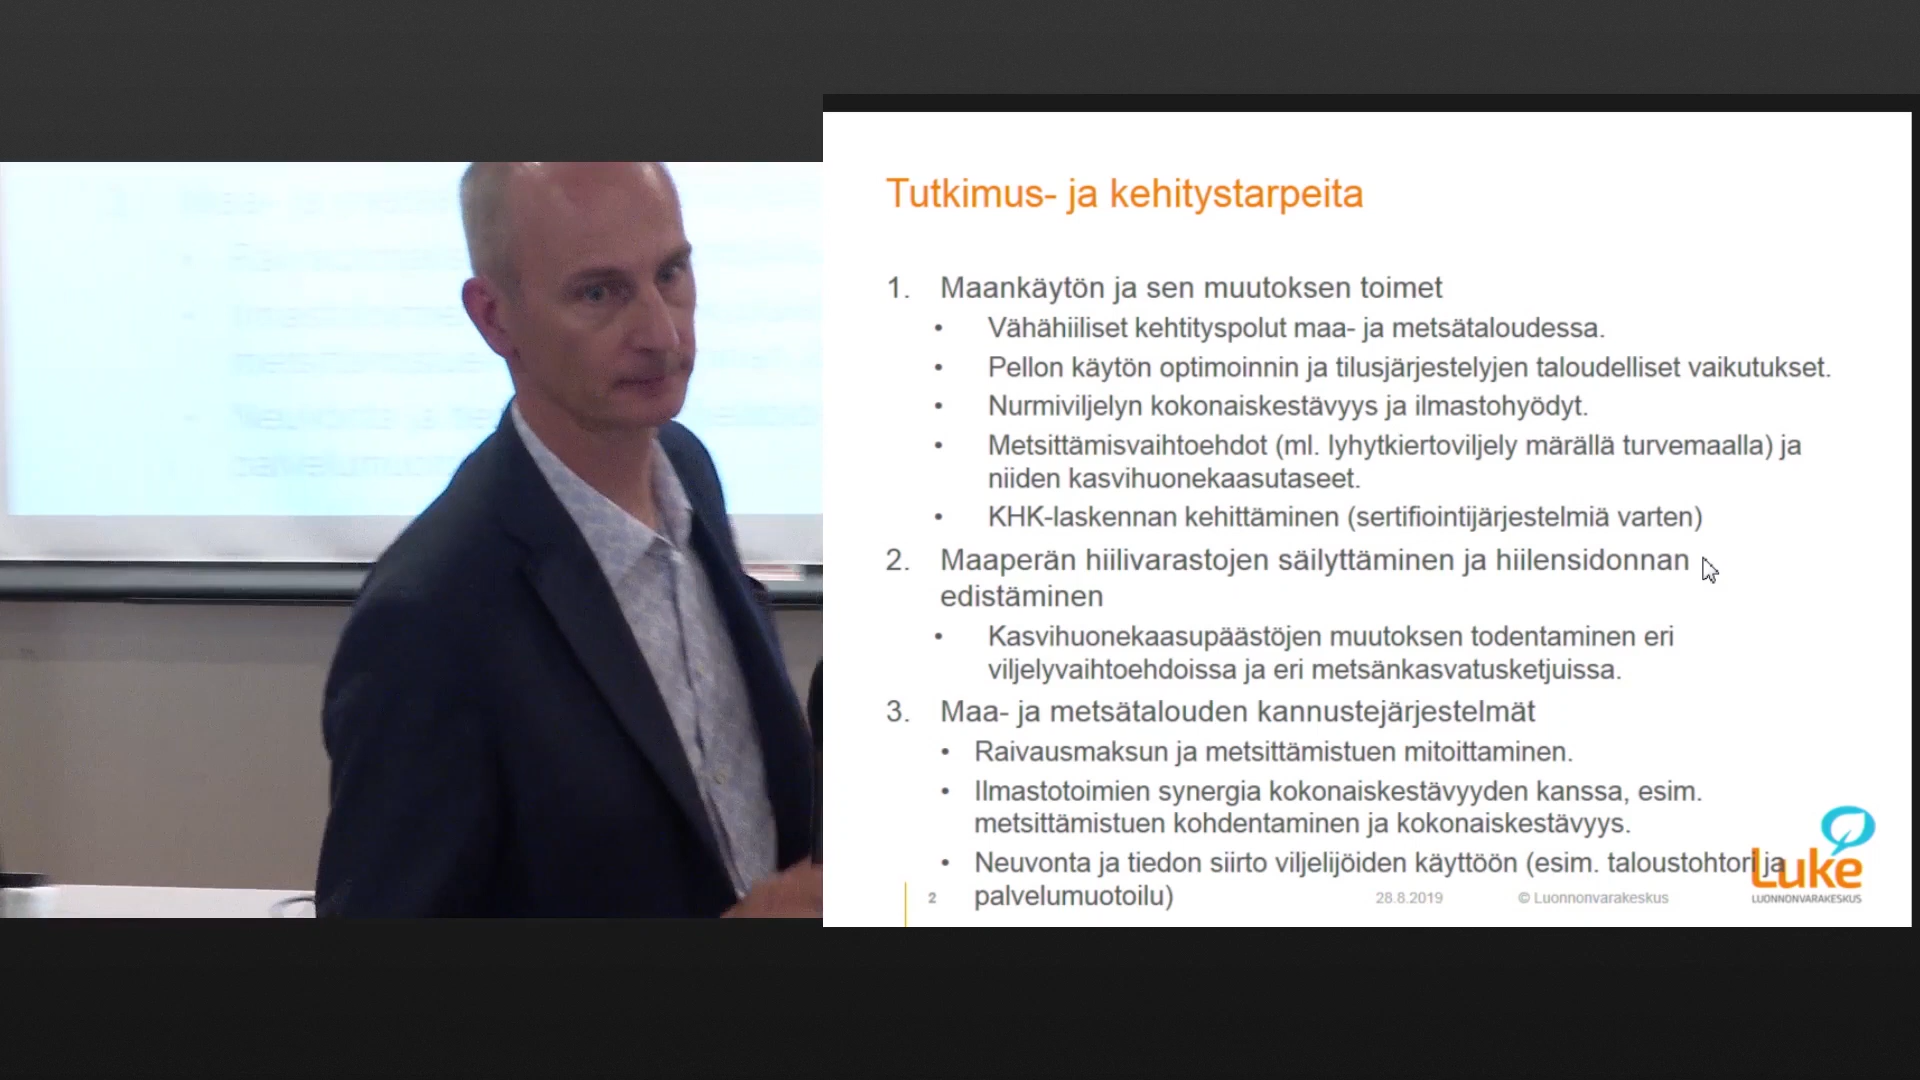 Tutkimus- ja kehitystarpeita
1. Maankäytön ja sen muutoksen toimet
• Vähähiiliset kehtityspolut maa- ja metsätaloudessa.
• Pellon käytön optimoinnin ja tilusjärjestelyjen taloudelliset vaikutukset.
• Nurmiviljelyn kokonaiskestävyys ja ilmastohyödyt.
• Metsittämisvaihtoehdot (ml. lyhytkiertoviljely märällä turvemaalla) ja
niiden kasvihuonekaasutaseet.
• KHK-laskennan kehittäminen (sertifiointijärjestelmiä varten)
2. Maaperän hiilivarastojen säilyttäminen ja hiilensidonnan
edistäminen
• Kasvihuonekaasupäästöjen muutoksen todentaminen eri
viljelyvaihtoehdoissa ja eri metsänkasvatusketjuissa.
3. Maa- ja metsätalouden kannustejärjestelmät
• Raivausmaksun ja metsittämistuen mitoittaminen.
• Ilmastotoimien synergia kokonaiskestävyyden kanssa, esim.
metsittämistuen kohdentaminen ja kokonaiskestävyys.
• Neuvonta ja tiedon siirto viljelijöiden käyttöön (esim. taloustohtori ja
palvelumuotoilu)
2
28.8.2019
© Luonnonvarakeskus
Luke
LUONNONVARAKESKUS